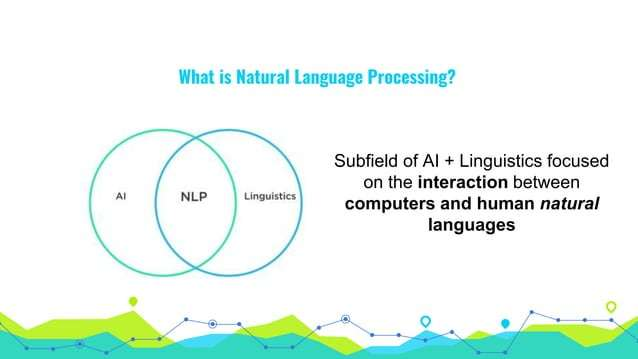 What is Natural Language Processing?
AI
NLP
Linguistics
Subfield of AI + Linguistics focused
on the interaction between
computers and human natural
languages